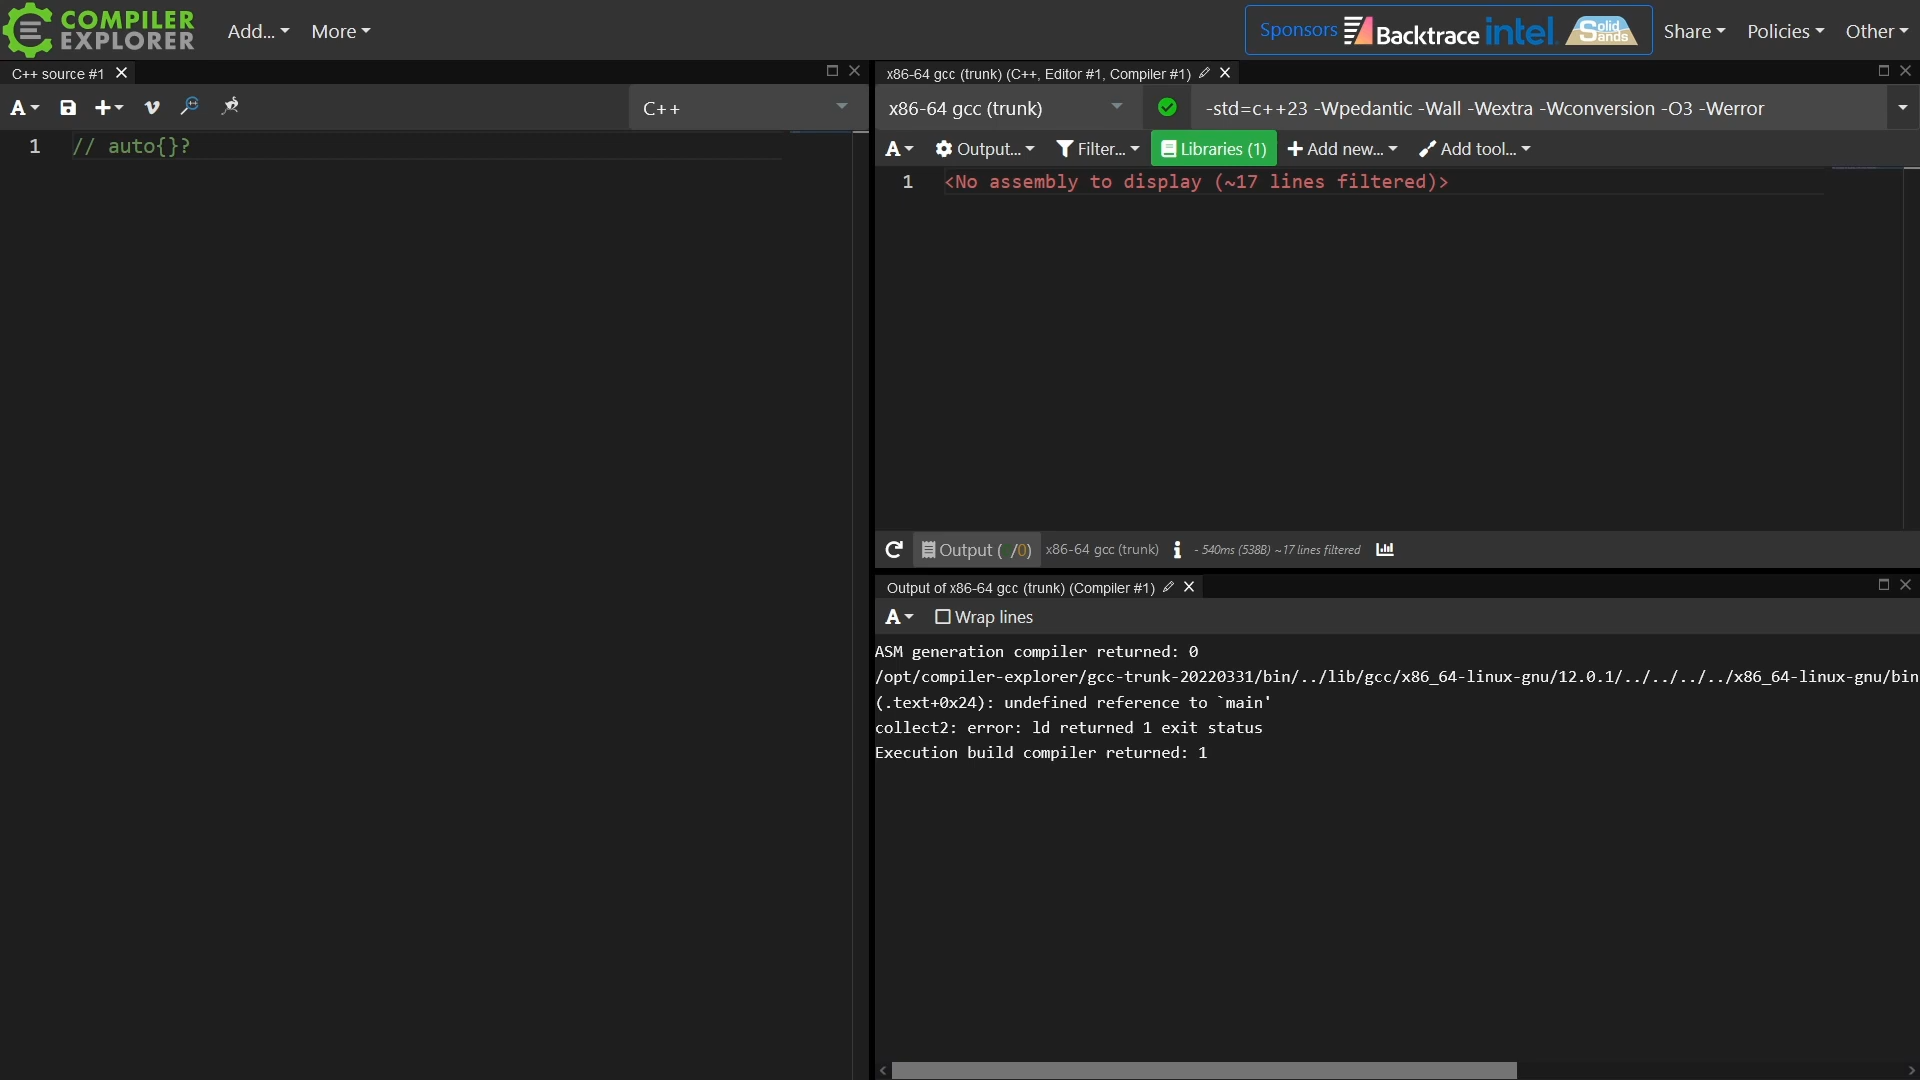 COMPILER
EXPLORER
Add... More
Sponsors Backtrace intel Solid Sands Share Policies Other
C++ source #1
A C++
1 // auto{}?
x86-64 gcc (trunk) (C++, Editor #1, Compiler #1)
x86-64 gcc (trunk) -std=c++23 -Wpedantic -Wall -Wextra -Wconversion -O3 -Werror
A Output... Filter... Libraries (1) Add new... Add tool...
1 <No assembly to display (~17 lines filtered)>
Output ( /0) x86-64 gcc (trunk) - 540ms (538B) ~17 lines filtered
Output of x86-64 gcc (trunk) (Compiler #1)
A Wrap lines
ASM generation compiler returned: 0
/opt/compiler-explorer/gcc-trunk-20220331/bin/../lib/gcc/x86_64-linux-gnu/12.0.1/../../../../x86_64-linux-gnu/bin
(.text+0x24): undefined reference to `main'
collect2: error: ld returned 1 exit status
Execution build compiler returned: 1